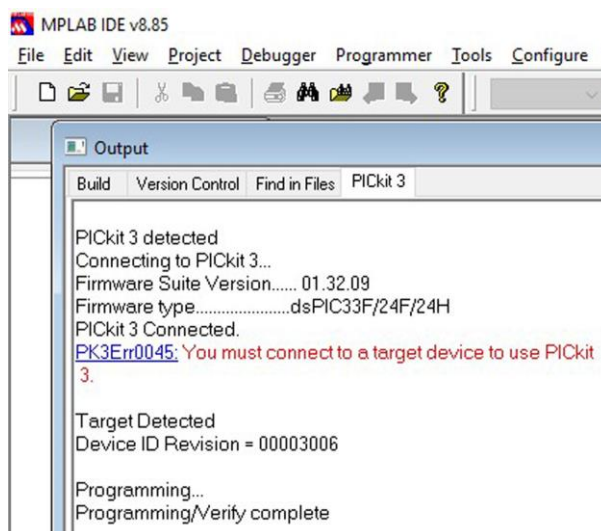 MPLAB IDE v8.85
File Edit View Project Debugger Programmer Tools Configure
Output
Build Version Control Find in Files PICkit 3
PICkit 3 detected
Connecting to PICkit 3...
Firmware Suite Version...... 01.32.09
Firmware type......................dsPIC33F/24F/24H
PICkit 3 Connected.
PK3Err0045: You must connect to a target device to use PICkit
3.
Target Detected
Device ID Revision = 00003006
Programming...
Programming/Verify complete